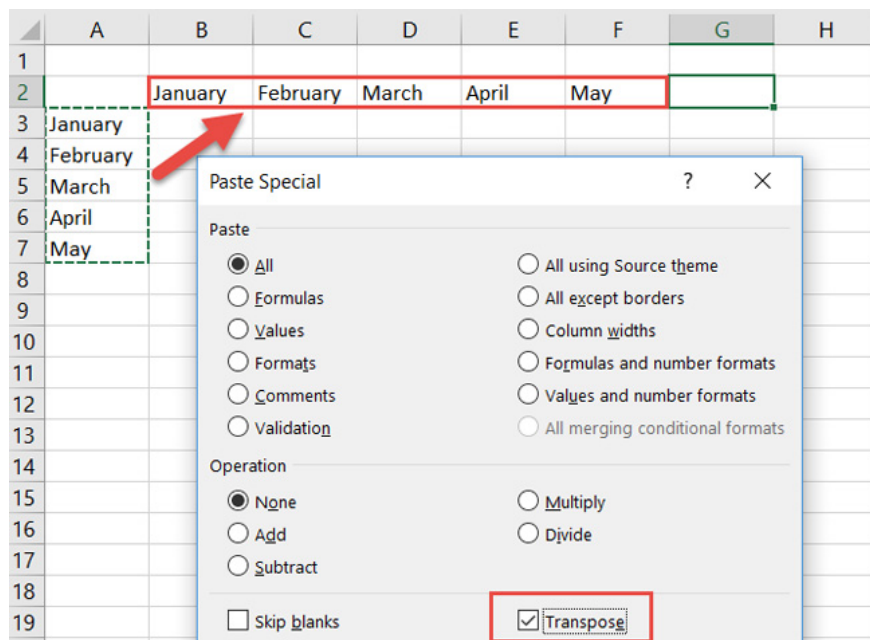 A B C D E F G H
1
2 January February March April May
3 January
4 February
5 March
6 April
7 May
8
9
10
11
12
13
14
15
16
17
18
19
Paste Special ? X
Paste
All All using Source theme
Formulas All except borders
Values Column widths
Formats Formulas and number formats
Comments Values and number formats
Validation All merging conditional formats
Operation
None Multiply
Add Divide
Subtract
Skip blanks Transpose